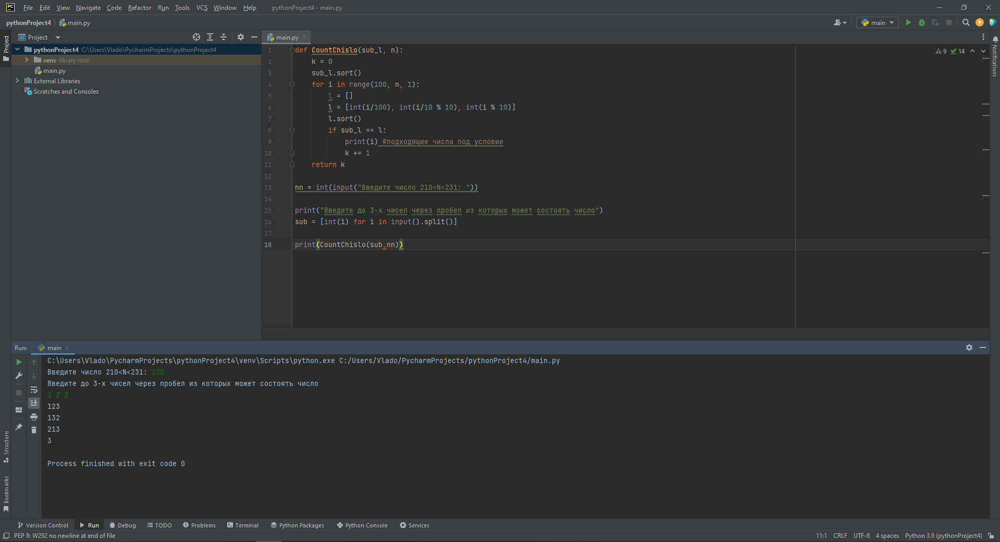 PC File Edit View Navigate Code Refactor Run Tools VCS Window Help pythonProject4 - main.py
pythonProject4 main.py main
Project main.py
pythonProject4 C:\Users\Vlado\PycharmProjects\pythonProject4
venv library root
main.py
External Libraries
Scratches and Consoles
Project
Structure
Bookmarks
Notifications
9 14
1 def CountChislo(sub_l, n):
2 k = 0
3 sub_l.sort()
4 for i in range(100, n, 1):
5 l = []
6 l = [int(i/100), int(i/10 % 10), int(i % 10)]
7 l.sort()
8 if sub_l == l:
9 print(i) #подходящие числа под условие
10 k += 1
11 return k
12
13 nn = int(input("Введите число 210<N<231: "))
14
15 print("Введите до 3-х чисел через пробел из которых может состоять число")
16 sub = [int(i) for i in input().split()]
17
18 print(CountChislo(sub,nn))
Run: main
C:\Users\Vlado\PycharmProjects\pythonProject4\venv\Scripts\python.exe C:/Users/Vlado/PycharmProjects/pythonProject4/main.py
Введите число 210<N<231: 230
Введите до 3-х чисел через пробел из которых может состоять число
1 2 3
123
132
213
3
Process finished with exit code 0
Version Control Run Debug TODO Problems Terminal Python Packages Python Console Services
PEP 8: W292 no newline at end of file 11:1 CRLF UTF-8 4 spaces Python 3.9 (pythonProject4)